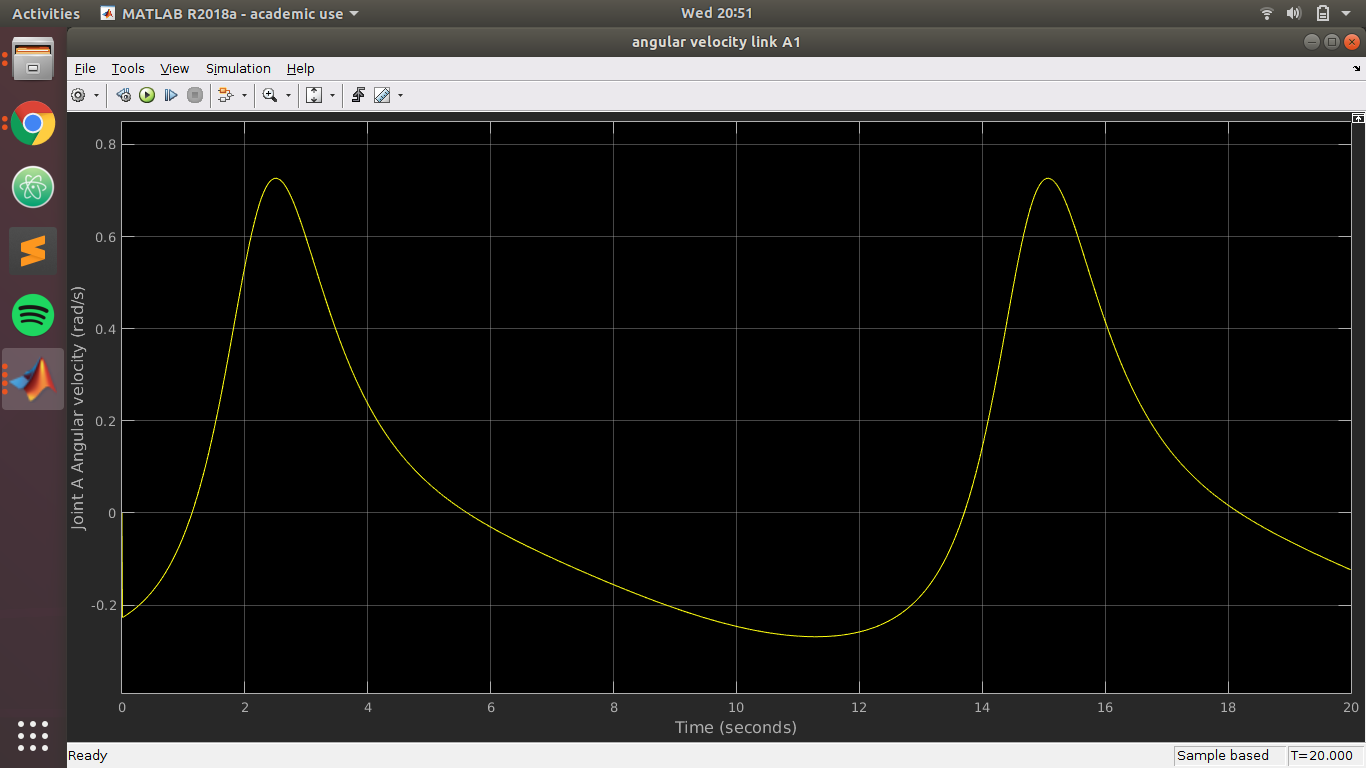 Activities MATLAB R2018a - academic use Wed 20:51
angular velocity link A1
File Tools View Simulation Help
Joint A Angular velocity (rad/s)
0.8
0.6
0.4
0.2
0
-0.2
0 2 4 6 8 10 12 14 16 18 20
Time (seconds)
Ready Sample based T=20.000